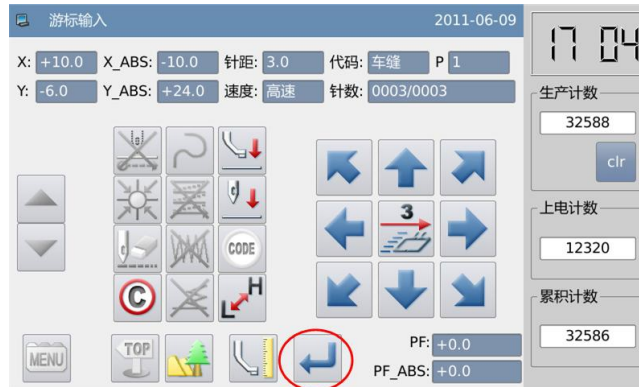 游标输入 2011-06-09
17 04
X: +10.0 X_ABS: -10.0 针距: 3.0 代码: 车缝 P 1
Y: -6.0 Y_ABS: +24.0 速度: 高速 针数: 0003/0003
生产计数
32588
clr
上电计数
12320
累积计数
32586
3
CODE
C
L H
MENU
TOP
PF: +0.0
PF_ABS: +0.0